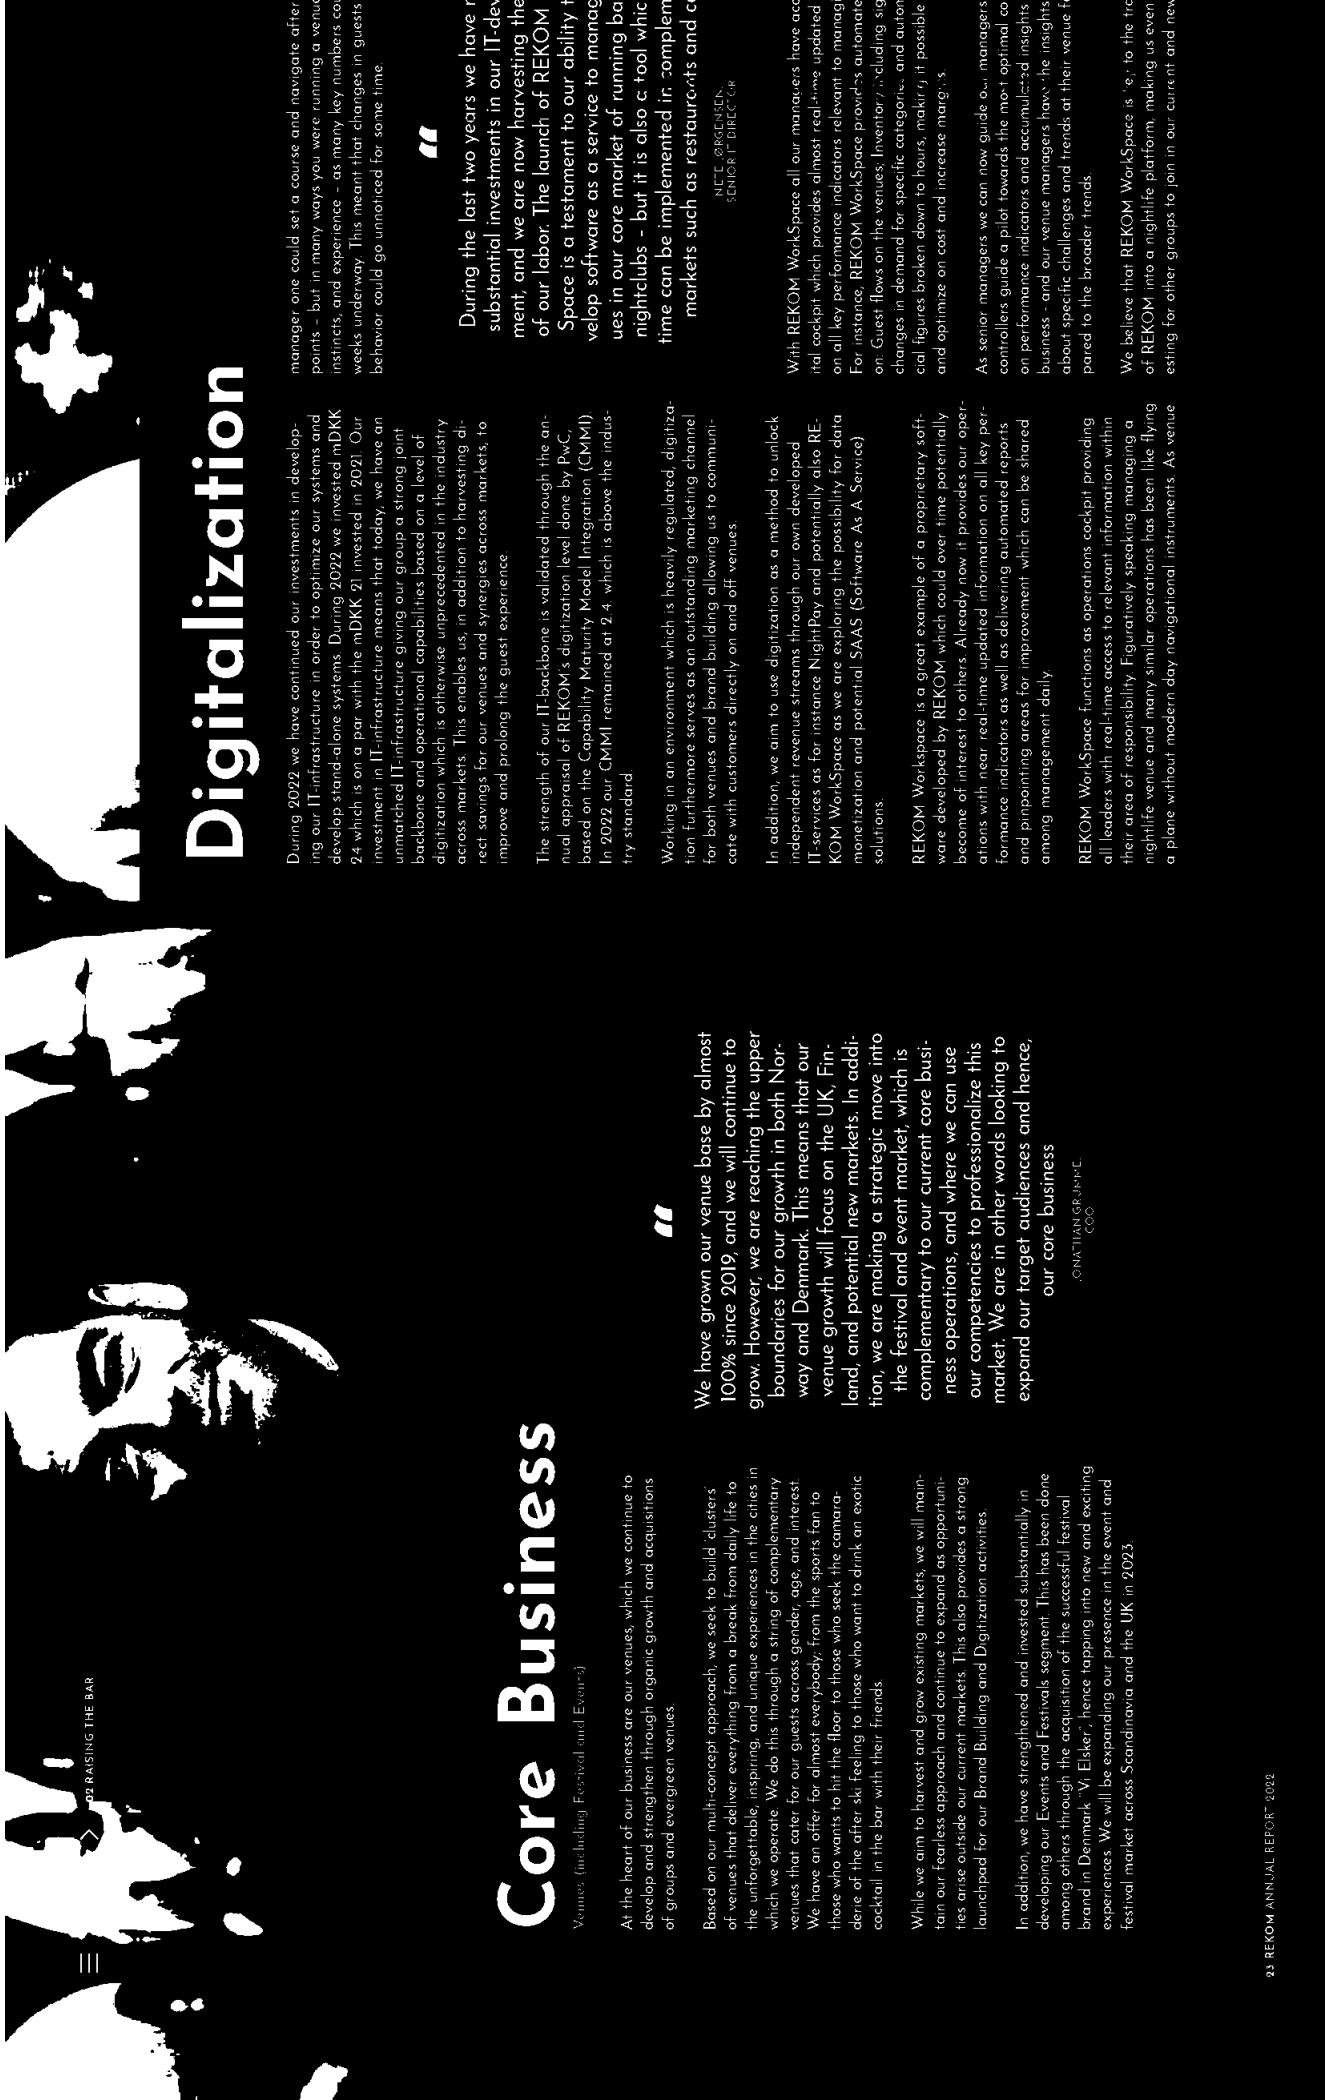 02 RAISING THE BAR
Core Business
Venues (including Festival and Events)
At the heart of our business are our venues, which we continue to
develop and strengthen through organic growth and acquisitions
of groups and evergreen venues.
Based on our multi-concept approach, we seek to build 'clusters'
of venues that deliver everything from a break from daily life to
the unforgettable, inspiring, and unique experiences in the cities in
which we operate. We do this through a string of complementary
venues that cater for our guests across gender, age, and interest.
We have an offer for almost everybody; from the sports fan to
those who wants to hit the floor to those who seek the camara-
derie of the after ski feeling to those who want to drink an exotic
cocktail in the bar with their friends.
While we aim to harvest and grow existing markets, we will main-
tain our fearless approach and continue to expand as opportuni-
ties arise outside our current markets. This also provides a strong
launchpad for our Brand Building and Digitization activities.
In addition, we have strengthened and invested substantially in
developing our Events and Festivals segment. This has been done
among others through the acquisition of the successful festival
brand in Denmark "Vi Elsker", hence tapping into new and exciting
experiences. We will be expanding our presence in the event and
festival market across Scandinavia and the UK in 2023.
“
We have grown our venue base by almost
100% since 2019, and we will continue to
grow. However, we are reaching the upper
boundaries for our growth in both Nor-
way and Denmark. This means that our
venue growth will focus on the UK, Fin-
land, and potential new markets. In addi-
tion, we are making a strategic move into
the festival and event market, which is
complementary to our current core busi-
ness operations, and where we can use
our competencies to professionalize this
market. We are in other words looking to
expand our target audiences and hence,
our core business
JONATHAN GRUMME,
COO
Digitalization
During 2022 we have continued our investments in develop-
ing our IT-infrastructure in order to optimize our systems and
develop stand-alone systems. During 2022 we invested mDKK
24 which is on a par with the mDKK 21 invested in 2021. Our
investment in IT-infrastructure means that today, we have an
unmatched IT-infrastructure giving our group a strong joint
backbone and operational capabilities based on a level of
digitization which is otherwise unprecedented in the industry
across markets. This enables us, in addition to harvesting di-
rect savings for our venues and synergies across markets, to
improve and prolong the guest experience.
The strength of our IT-backbone is validated through the an-
nual appraisal of REKOM's digitization level done by PwC,
based on the Capability Maturity Model Integration (CMMI).
In 2022 our CMMI remained at 2.4, which is above the indus-
try standard.
Working in an environment which is heavily regulated, digitiza-
tion furthermore serves as an outstanding marketing channel
for both venues and brand building allowing us to communi-
cate with customers directly on and off venues.
In addition, we aim to use digitization as a method to unlock
independent revenue streams through our own developed
IT-services as for instance NightPay and potentially also RE-
KOM WorkSpace as we are exploring the possibility for data
monetization and potential SAAS (Software As A Service)
solutions.
REKOM Workspace is a great example of a proprietary soft-
ware developed by REKOM which could over time potentially
become of interest to others. Already now it provides our oper-
ations with near real-time updated information on all key per-
formance indicators as well as delivering automated reports
and pinpointing areas for improvement which can be shared
among management daily.
REKOM WorkSpace functions as operations cockpit providing
all leaders with real-time access to relevant information within
their area of responsibility. Figuratively speaking managing a
nightlife venue and many similar operations has been like flying
a plane without modern day navigational instruments. As venue
manager one could set a course and navigate after
points – but in many ways you were running a venu
instincts, and experience – as many key numbers cou
weeks underway. This meant that changes in guests
behavior could go unnoticed for some time.
“
During the last two years we have
substantial investments in our IT-dev
ment, and we are now harvesting the
of our labor. The launch of REKOM
Space is a testament to our ability
velop software as a service to manag
ues in our core market of running ba
nightclubs – but it is also a tool whic
time can be implemented in complem
markets such as restaurants and
NETE JØRGENSEN,
SENIOR IT DIRECTOR
With REKOM WorkSpace all our managers have acc
ital cockpit which provides almost real-time updated
on all key performance indicators relevant to managi
For instance, REKOM WorkSpace provides automate
on: Guest flows on the venues; Inventory including sig
changes in demand for specific categories and auton
cial figures broken down to hours, making it possible
and optimize on cost and increase margins.
As senior managers we can now guide our managers
controllers guide a pilot towards the most optimal co
on performance indicators and accumulated insights
business – and our venue managers have the insights
about specific challenges and trends at their venue
pared to the broader trends.
We believe that REKOM WorkSpace is key to the tra
of REKOM into a nightlife platform, making us even
esting for other groups to join in our current and new
23 REKOM ANNUAL REPORT 2022